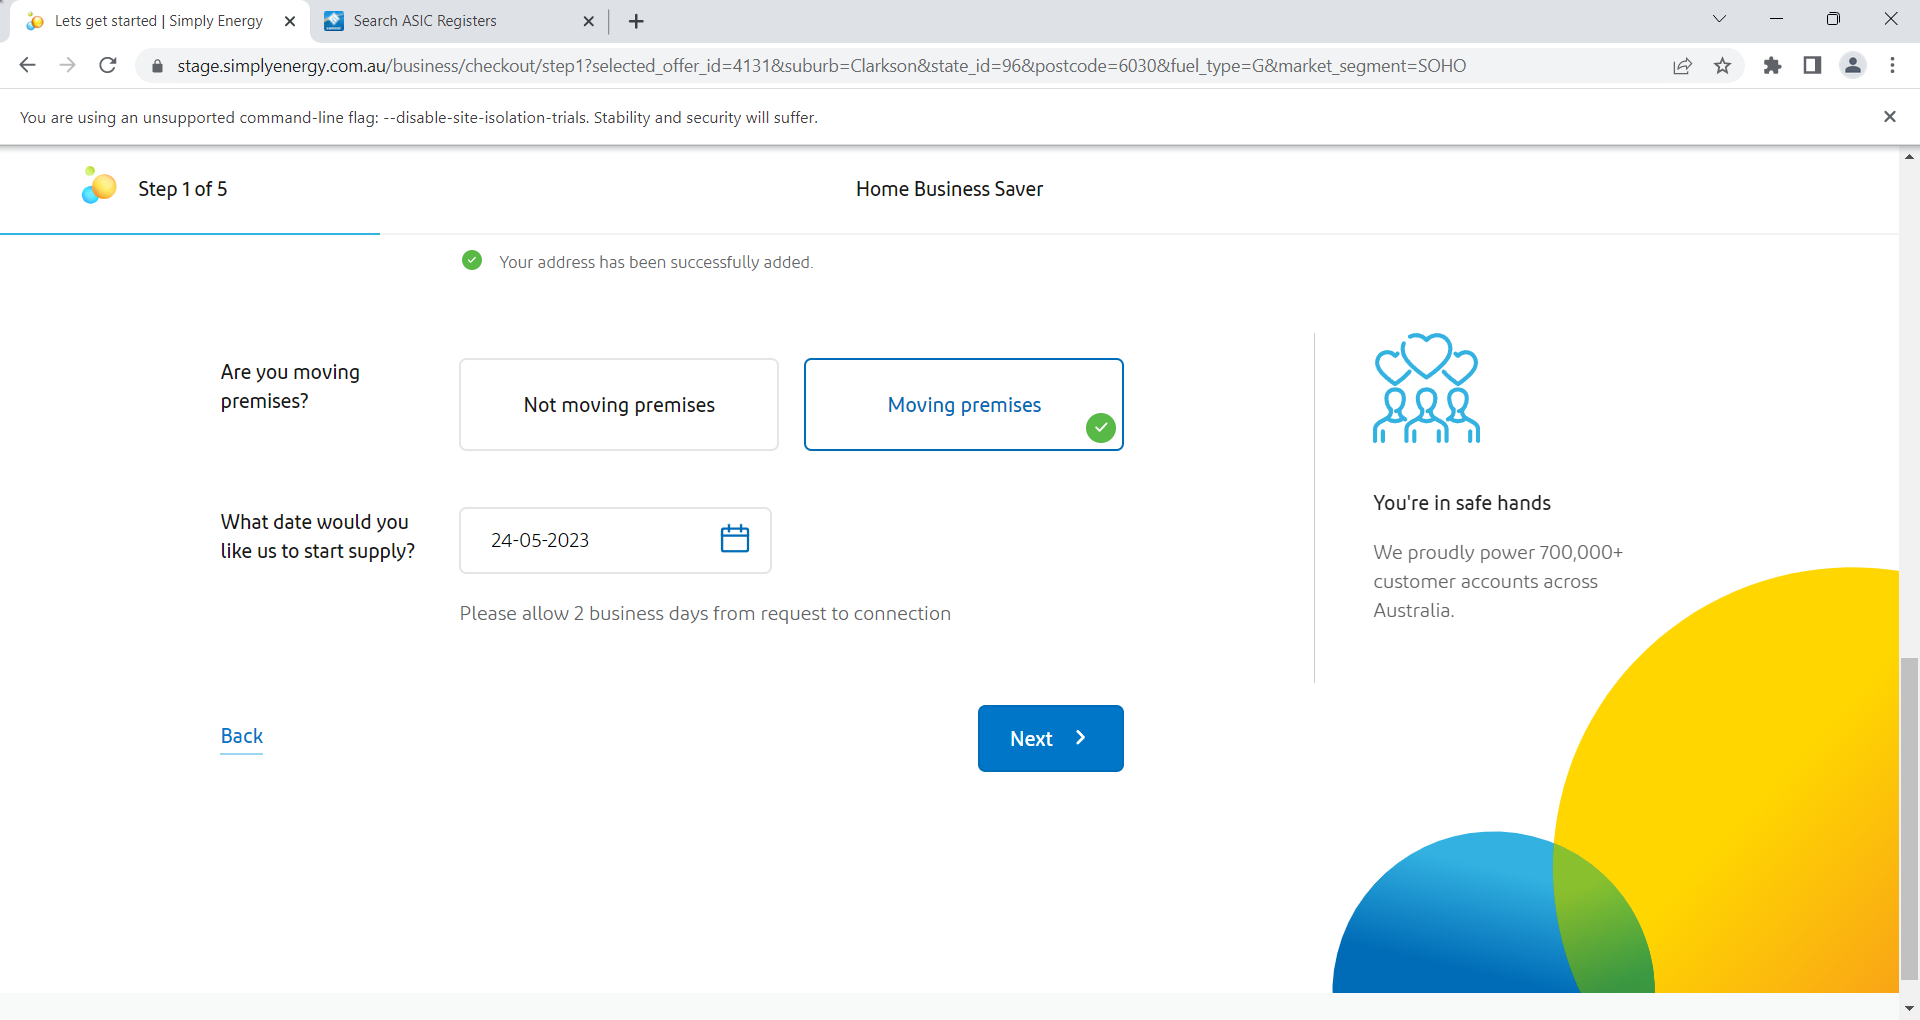 Lets get started | Simply Energy
Search ASIC Registers
stage.simplyenergy.com.au/business/checkout/step1?selected_offer_id=4131&suburb=Clarkson&state_id=96&postcode=6030&fuel_type=G&market_segment=SOHO
You are using an unsupported command-line flag: --disable-site-isolation-trials. Stability and security will suffer.
Step 1 of 5
Home Business Saver
Your address has been successfully added.
Are you moving
premises?
Not moving premises
Moving premises
What date would you
like us to start supply?
24-05-2023
Please allow 2 business days from request to connection
You're in safe hands
We proudly power 700,000+
customer accounts across
Australia.
Back
Next